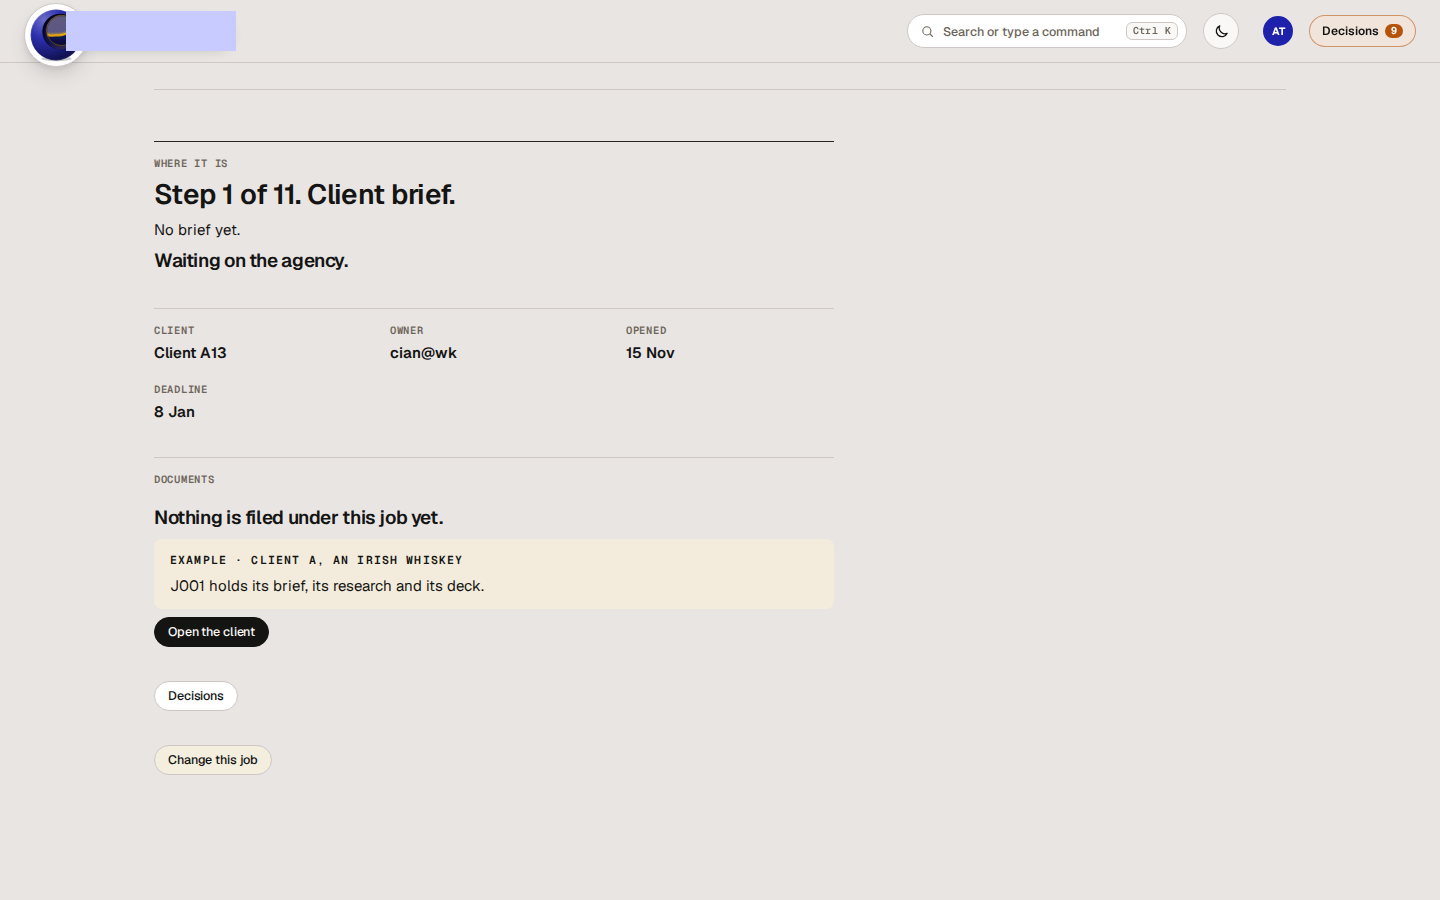 Search or type a command
Ctrl K
AT
Decisions 9
WHERE IT IS
Step 1 of 11. Client brief.
No brief yet.
Waiting on the agency.
CLIENT
Client A13
OWNER
cian@wk
OPENED
15 Nov
DEADLINE
8 Jan
DOCUMENTS
Nothing is filed under this job yet.
EXAMPLE · CLIENT A, AN IRISH WHISKEY
J001 holds its brief, its research and its deck.
Open the client
Decisions
Change this job